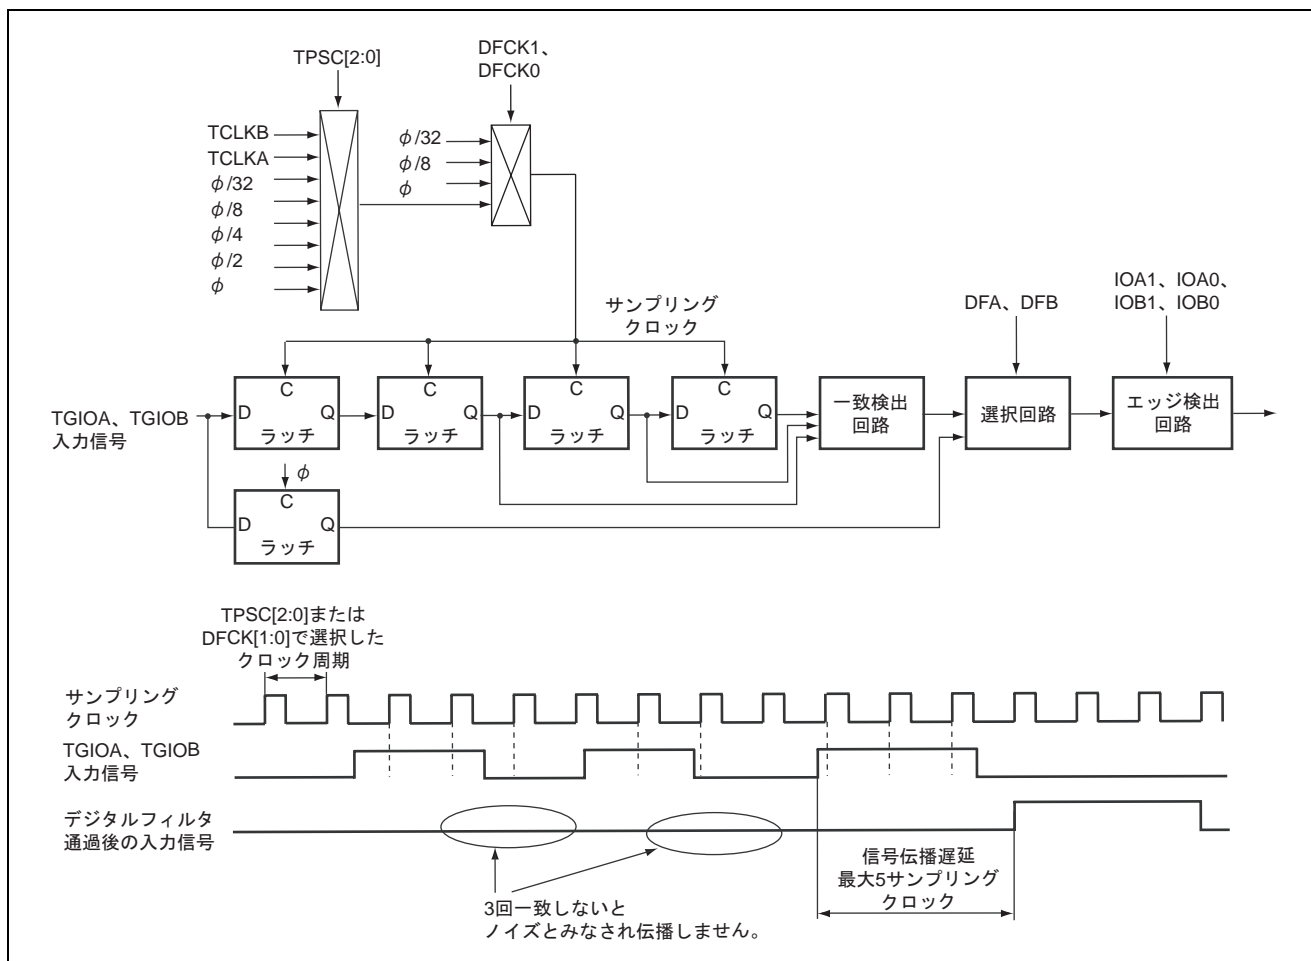 TPSC[2:0]
DFCK1、
DFCK0
TCLKB
TCLKA
φ/32
φ/8
φ/4
φ/2
φ
φ/32
φ/8
φ
サンプリング
クロック
DFA、DFB
IOA1、IOA0、
IOB1、IOB0
TGIOA、TGIOB
入力信号
C
D
Q
ラッチ
C
D
Q
ラッチ
C
D
Q
ラッチ
C
D
Q
ラッチ
一致検出
回路
選択回路
エッジ検出
回路
φ
C
D
Q
ラッチ
TPSC[2:0]または
DFCK[1:0]で選択した
クロック周期
サンプリング
クロック
TGIOA、TGIOB
入力信号
デジタルフィルタ
通過後の入力信号
3回一致しないと
ノイズとみなされ伝播しません。
信号伝播遅延
最大5サンプリング
クロック